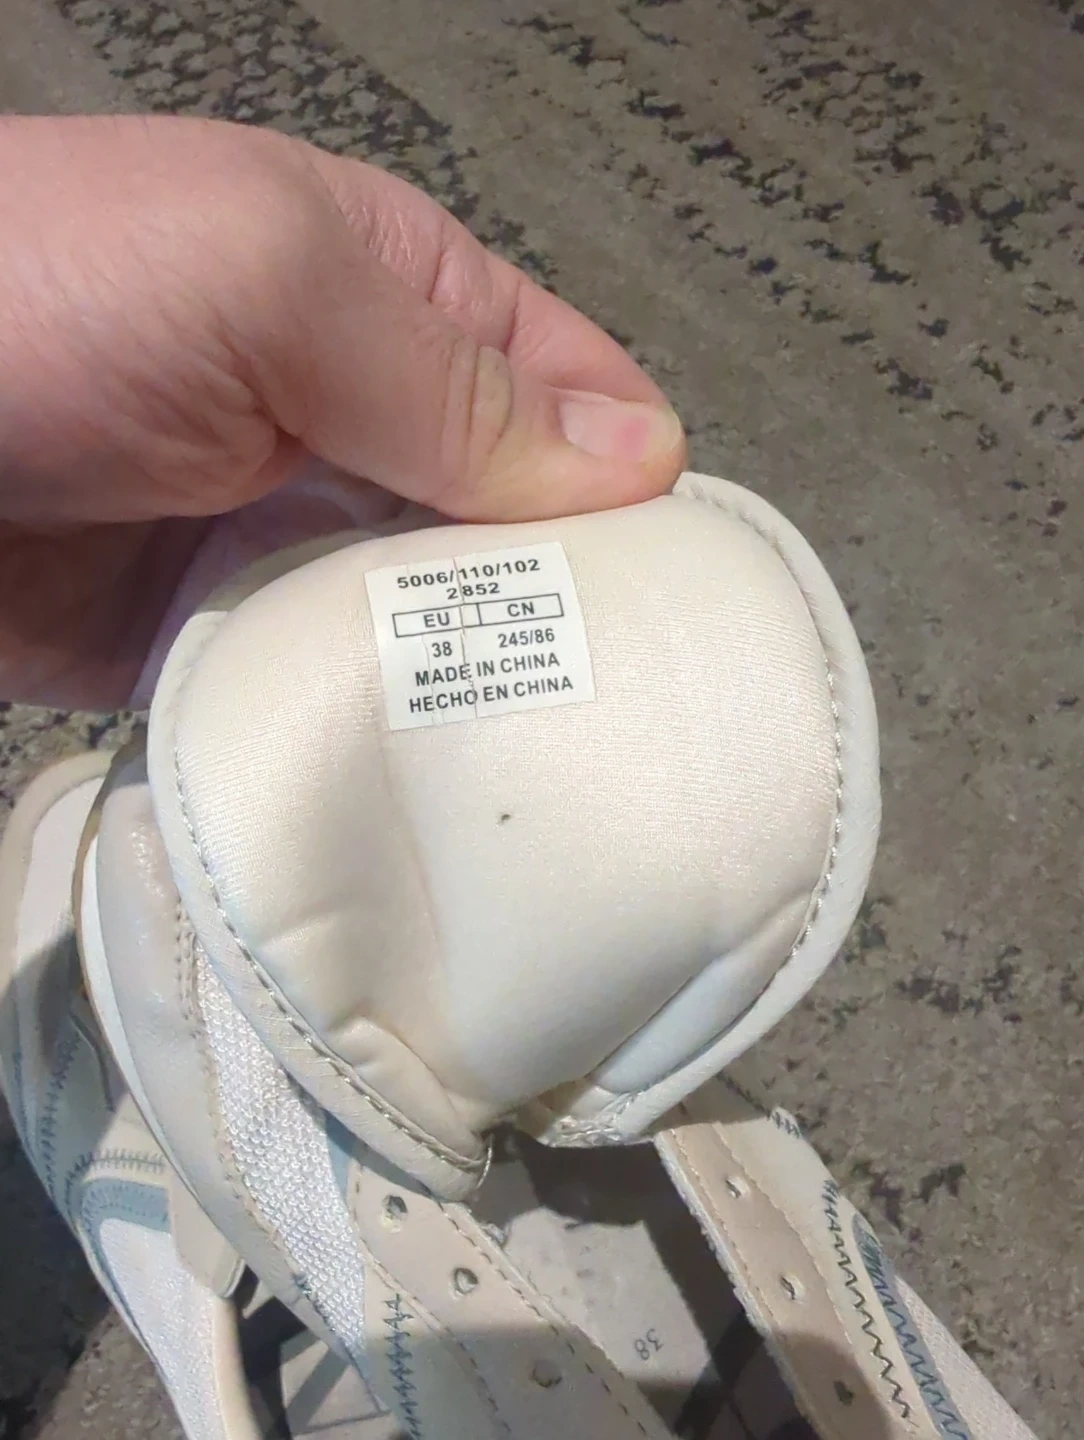 5006/110/102
2852
EU CN
38 245/86
MADE IN CHINA
HECHO EN CHINA
38